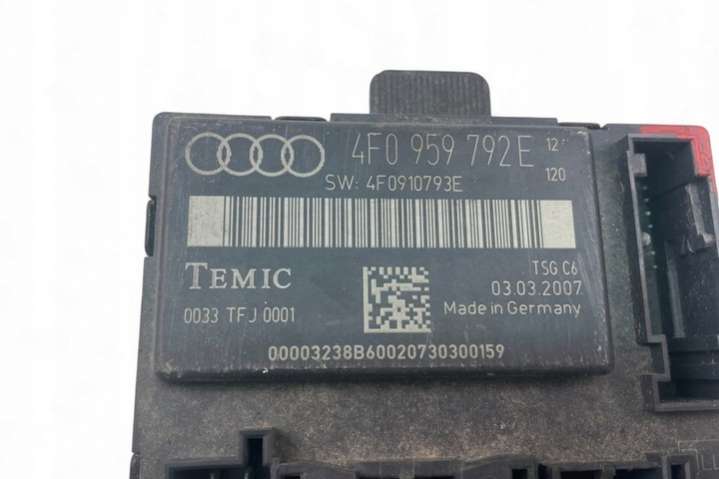 4F0 959 792E 12
SW: 4F0910793E 120
TEMIC TSG C6
03.03.2007
0033 TFJ 0001 Made in Germany
00003238B60020730300159